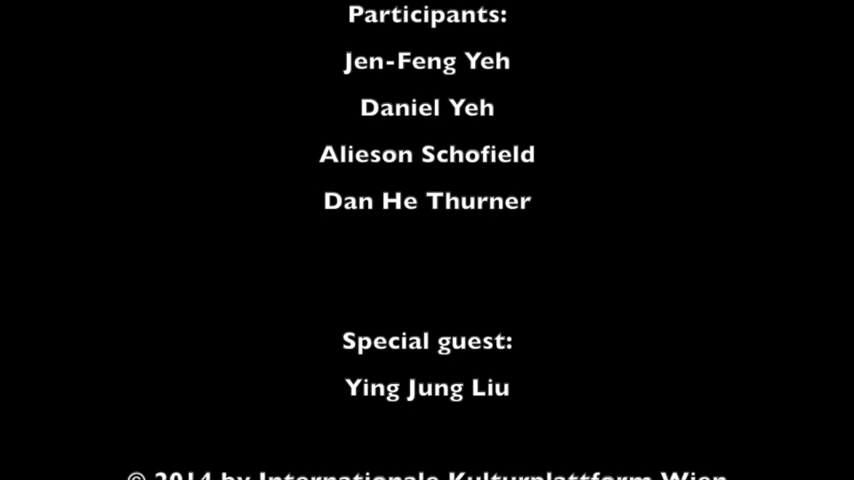 Participants:
Jen-Feng Yeh
Daniel Yeh
Alieson Schofield
Dan He Thurner
Special guest:
Ying Jung Liu
© 2014 by Internationale Kulturplattform Wien